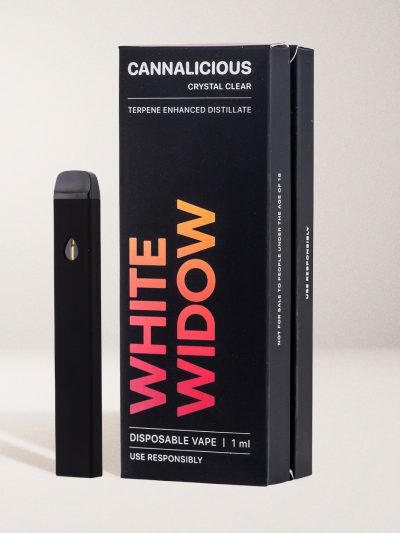 CANNALICIOUS
CRYSTAL CLEAR
TERPENE ENHANCED DISTILLATE
WHITE
WIDOW
DISPOSABLE VAPE | 1 ml
USE RESPONSIBLY
NOT FOR SALE TO PEOPLE UNDER THE AGE OF 18
USE RESPONSIBLY